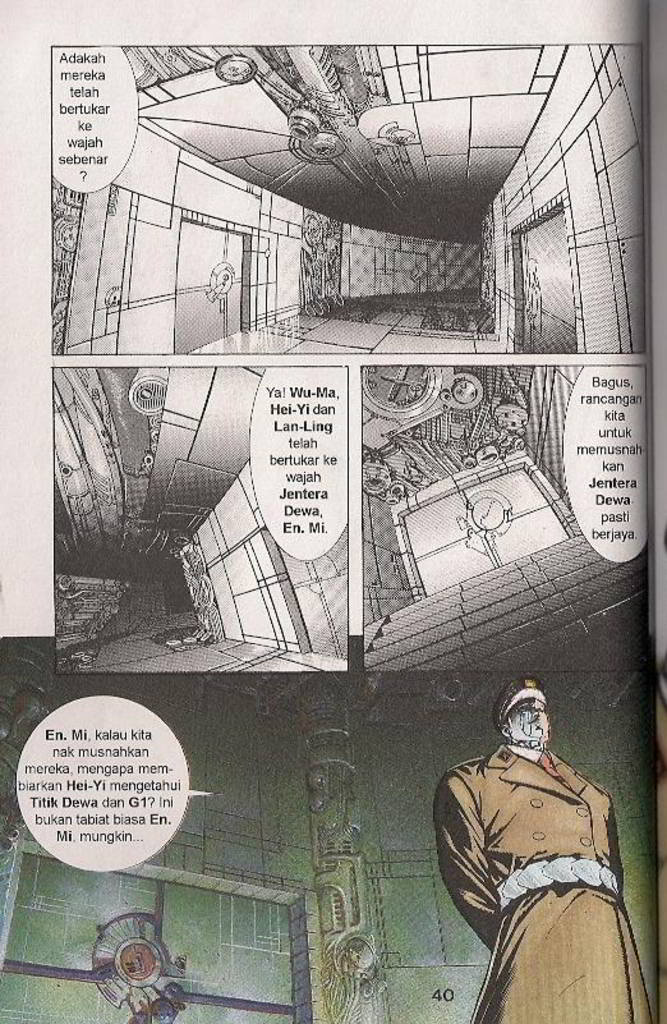 Adakah
mereka
telah
bertukar
ke
wajah
sebenar
?
Ya! Wu-Ma,
Hei-Yi dan
Lan-Ling
telah
bertukar ke
wajah
Jentera
Dewa,
En. Mi.
Bagus,
rancangan
kita
untuk
memusnah-
kan
Jentera
Dewa
pasti
berjaya.
En. Mi, kalau kita
nak musnahkan
mereka, mengapa mem-
biarkan Hei-Yi mengetahui
Titik Dewa dan G1? Ini
bukan tabiat biasa En.
Mi, mungkin...
40